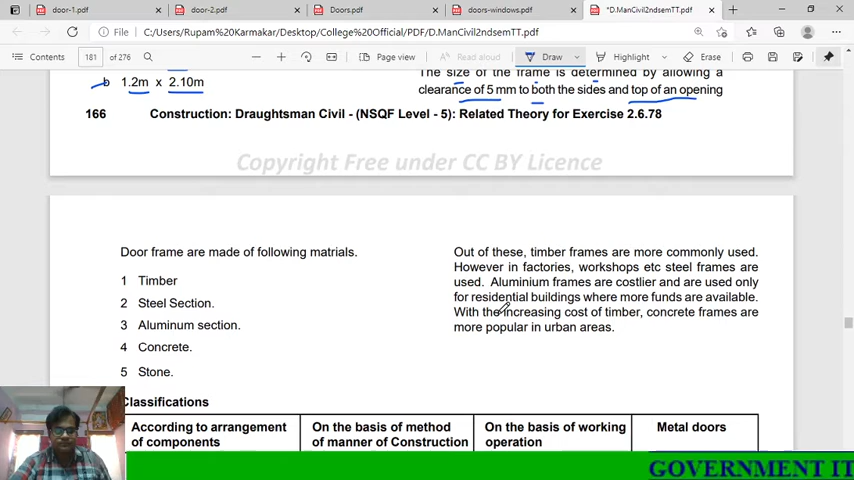 door-1.pdf
door-2.pdf
Doors.pdf
doors-windows.pdf
*D.ManCivil2ndsemTT.pdf
File
C:/Users/Rupam%20Karmakar/Desktop/College%20Official/PDF/D.ManCivil2ndsemTT.pdf
Contents
181 of 276
Page view
Read aloud
Draw
Highlight
Erase
b 1.2m x 2.10m
The size of the frame is determined by allowing a
clearance of 5 mm to both the sides and top of an opening
166 Construction: Draughtsman Civil - (NSQF Level - 5): Related Theory for Exercise 2.6.78
Copyright Free under CC BY Licence
Door frame are made of following matrials.
1 Timber
2 Steel Section.
3 Aluminum section.
4 Concrete.
5 Stone.
Out of these, timber frames are more commonly used.
However in factories, workshops etc steel frames are
used. Aluminium frames are costlier and are used only
for residential buildings where more funds are available.
With the increasing cost of timber, concrete frames are
more popular in urban areas.
Classifications
According to arrangement
of components
On the basis of method
of manner of Construction
On the basis of working
operation
Metal doors
GOVERNMENT IT